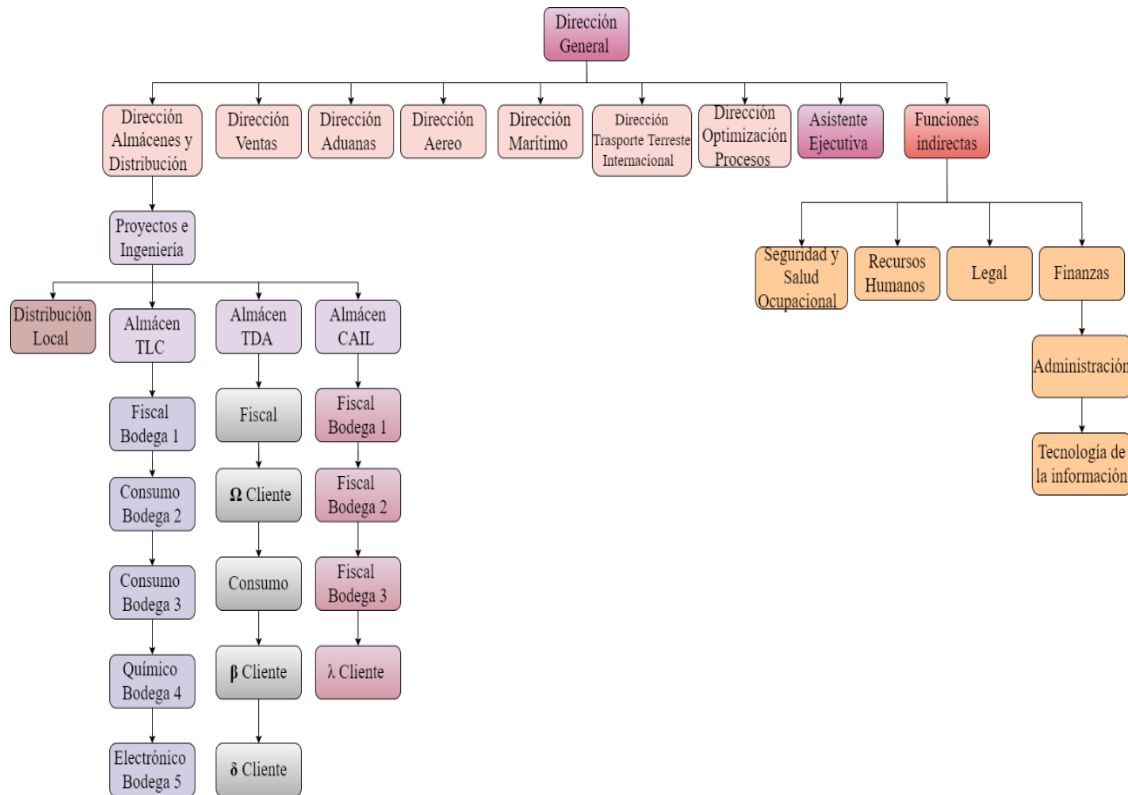 Dirección
General
Dirección
Almácenes y
Distribución
Dirección
Ventas
Dirección
Aduanas
Dirección
Aereo
Dirección
Marítimo
Dirección
Trasporte Terreste
Internacional
Dirección
Optimización
Procesos
Asistente
Ejecutiva
Funciones
indirectas
Proyectos e
Ingeniería
Seguridad y
Salud
Ocupacional
Recursos
Humanos
Legal
Finanzas
Distribución
Local
Almácen
TLC
Almácen
TDA
Almácen
CAIL
Administración
Tecnología de
la información
Fiscal
Bodega 1
Consumo
Bodega 2
Consumo
Bodega 3
Químico
Bodega 4
Electrónico
Bodega 5
Fiscal
Ω Cliente
Consumo
β Cliente
δ Cliente
Fiscal
Bodega 1
Fiscal
Bodega 2
Fiscal
Bodega 3
λ Cliente